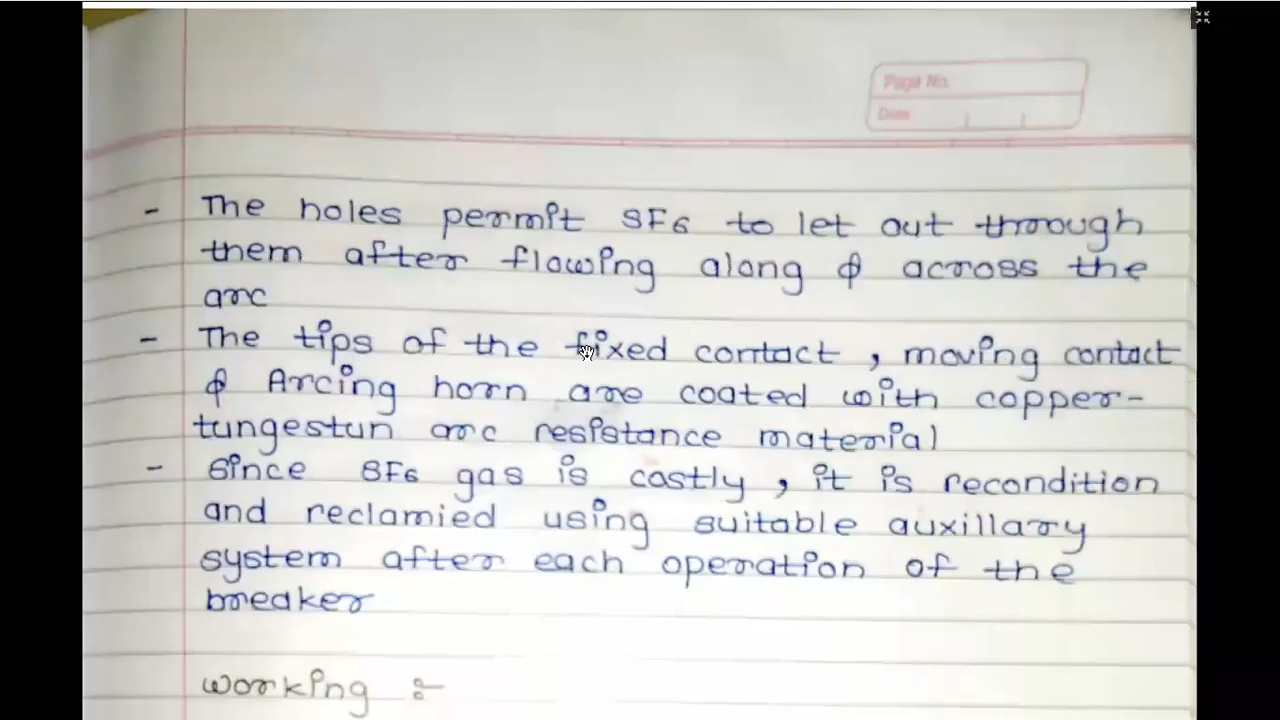 Page No.
Date
- The holes permit SF6 to let out through
them after flowing along & across the
arc
- The tips of the fixed contact, moving contact
& Arcing horn are coated with copper-
tungestun arc resistance material
- Since SF6 gas is costly, it is recondition
and reclamied using suitable auxillary
system after each operation of the
breaker
working :-